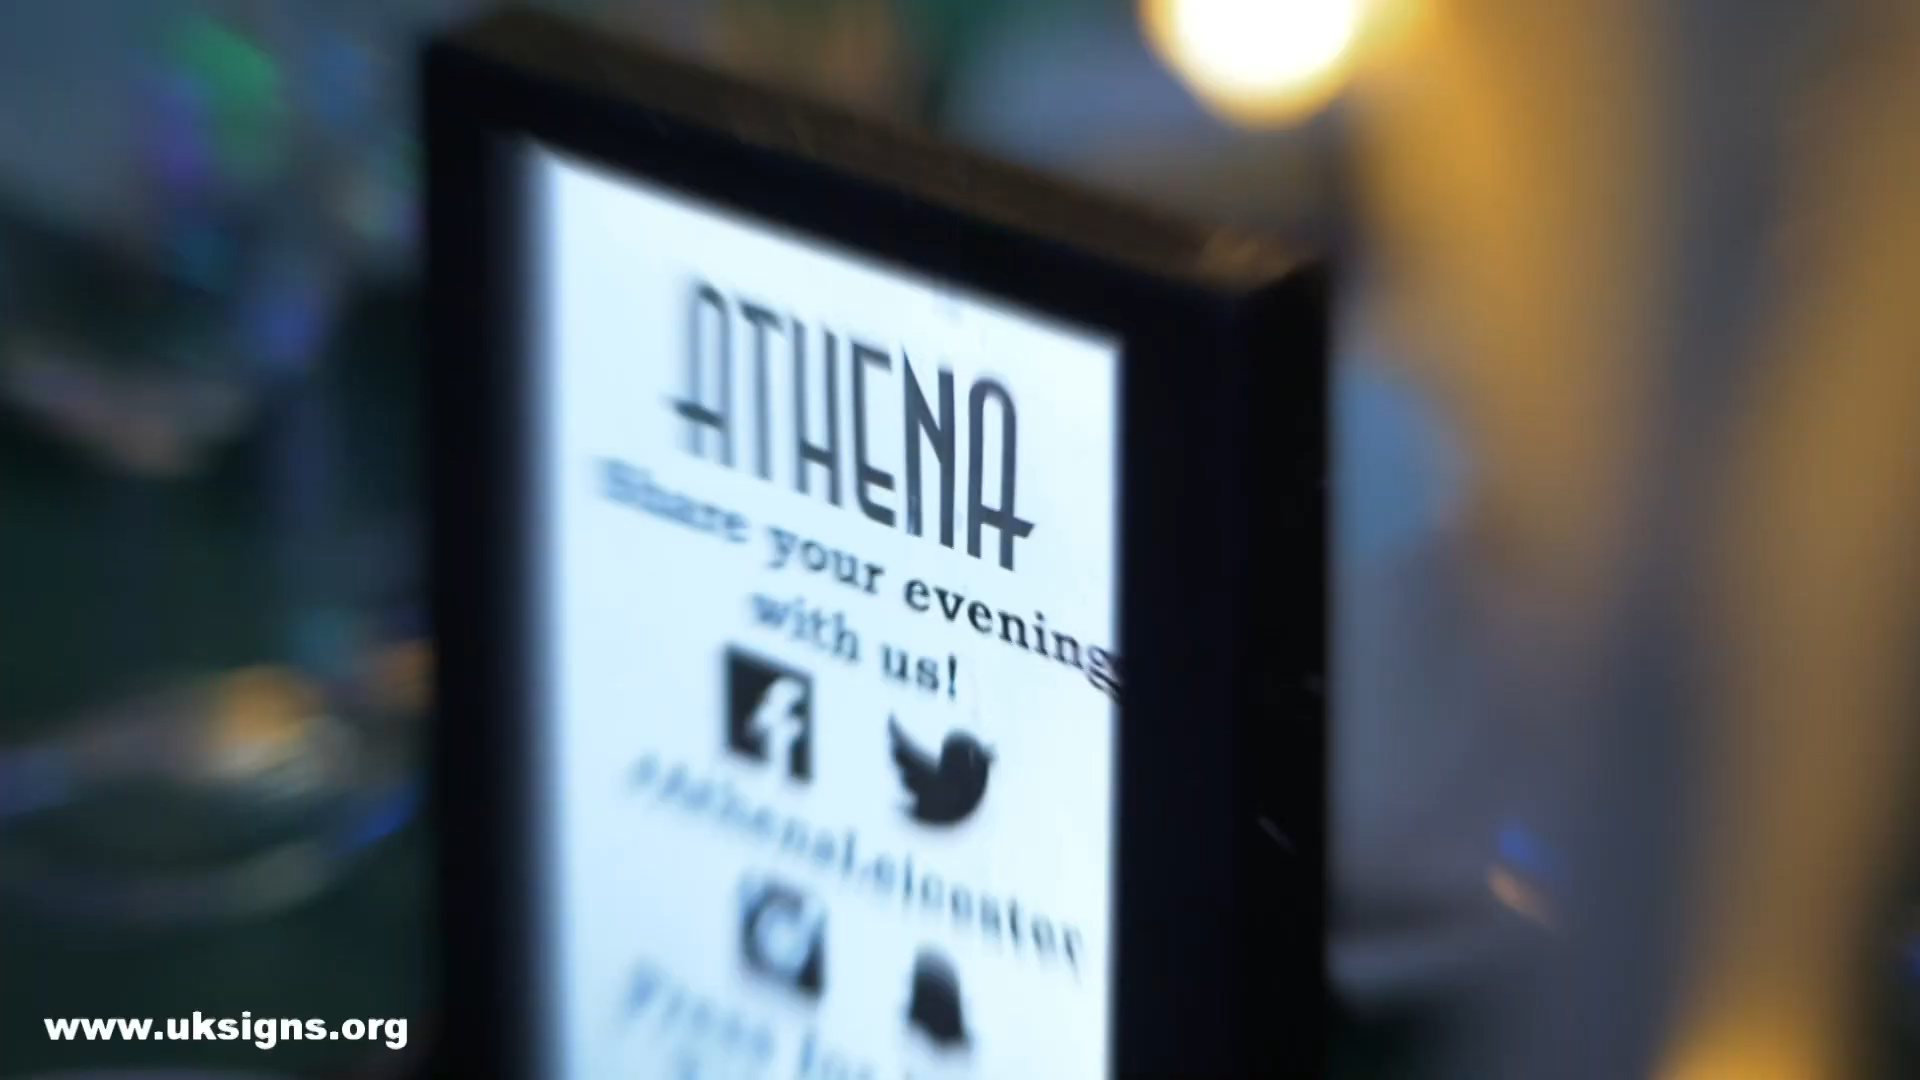 ATHENA
Share your evening
with us!
/AthenaLeicester
www.uksigns.org